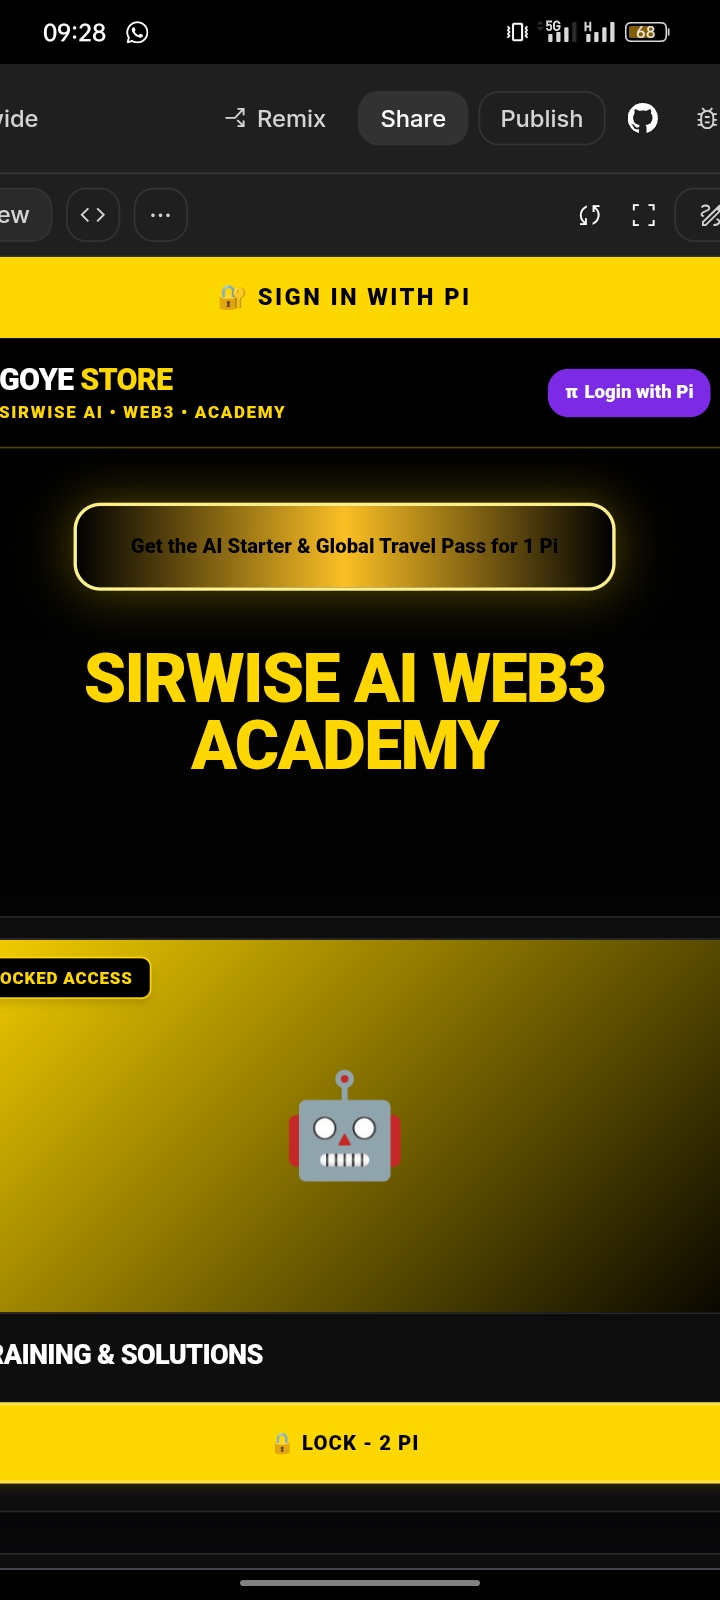 09:28
5G
H
68
Remix
Share
Publish
SIGN IN WITH PI
GOYE STORE
SIRWISE AI • WEB3 • ACADEMY
π Login with Pi
Get the AI Starter & Global Travel Pass for 1 Pi
SIRWISE AI WEB3
ACADEMY
OCKED ACCESS
RAINING & SOLUTIONS
LOCK - 2 PI